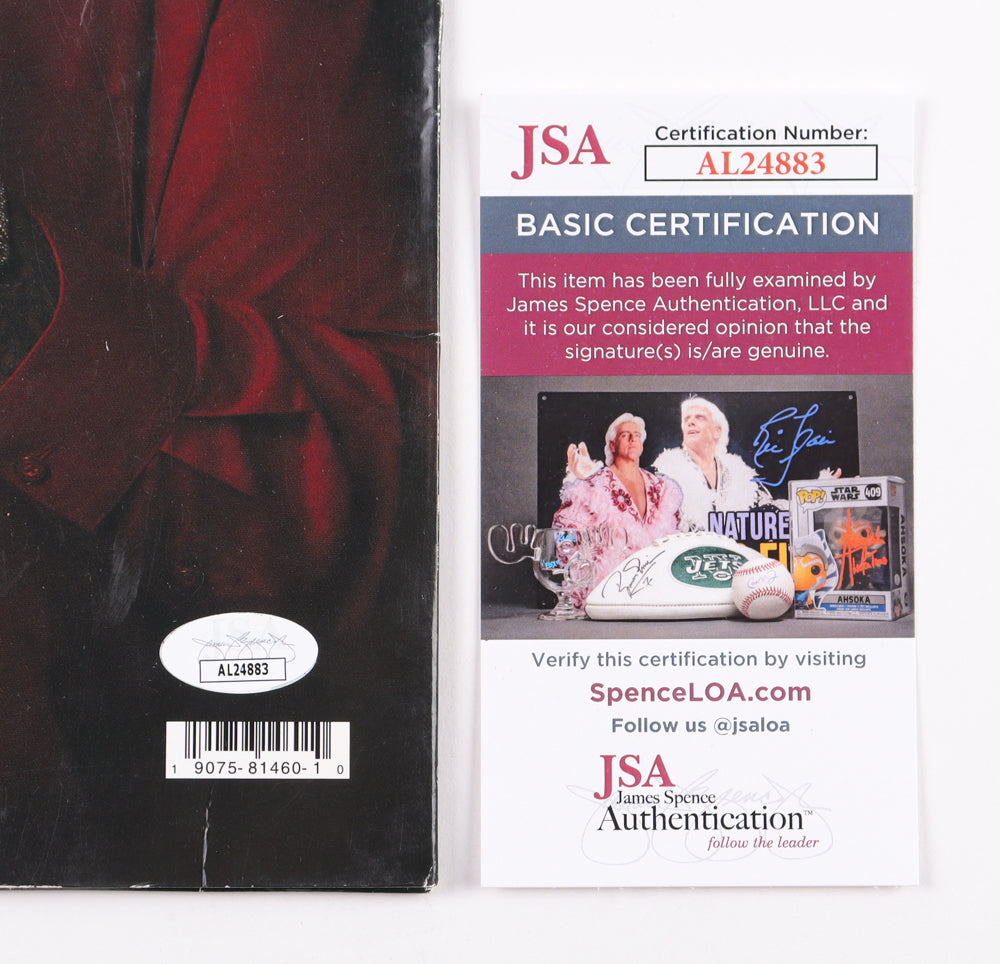 AL24883
1 9075-81460-1 0
JSA
Certification Number:
AL24883
BASIC CERTIFICATION
This item has been fully examined by
James Spence Authentication, LLC and
it is our considered opinion that the
signature(s) is/are genuine.
NATURE
POP!
STAR
WARS
409
AHSOKA
JETS
AHSOKA
Verify this certification by visiting
SpenceLOA.com
Follow us @jsaloa
JSA
James Spence
Authentication™
follow the leader